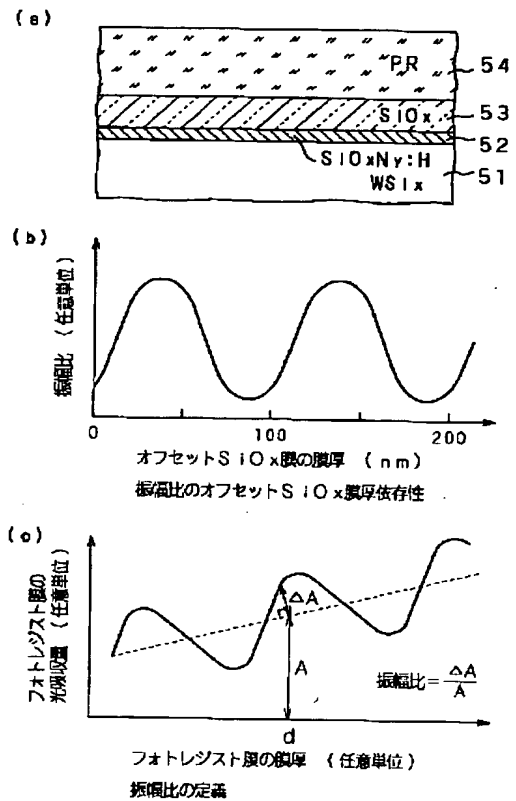 (a)
PR
54
SiOx
53
52
SiOxNy:H
WSix
51
(b)
振幅比 (任意単位)
0
100
200
オフセットSiOx膜の膜厚 (nm)
振幅比のオフセットSiOx膜厚依存性
(c)
フォトレジスト膜の
光吸収量 (任意単位)
ΔA
A
振幅比=ΔA/A
d
フォトレジスト膜の膜厚 (任意単位)
振幅比の定義